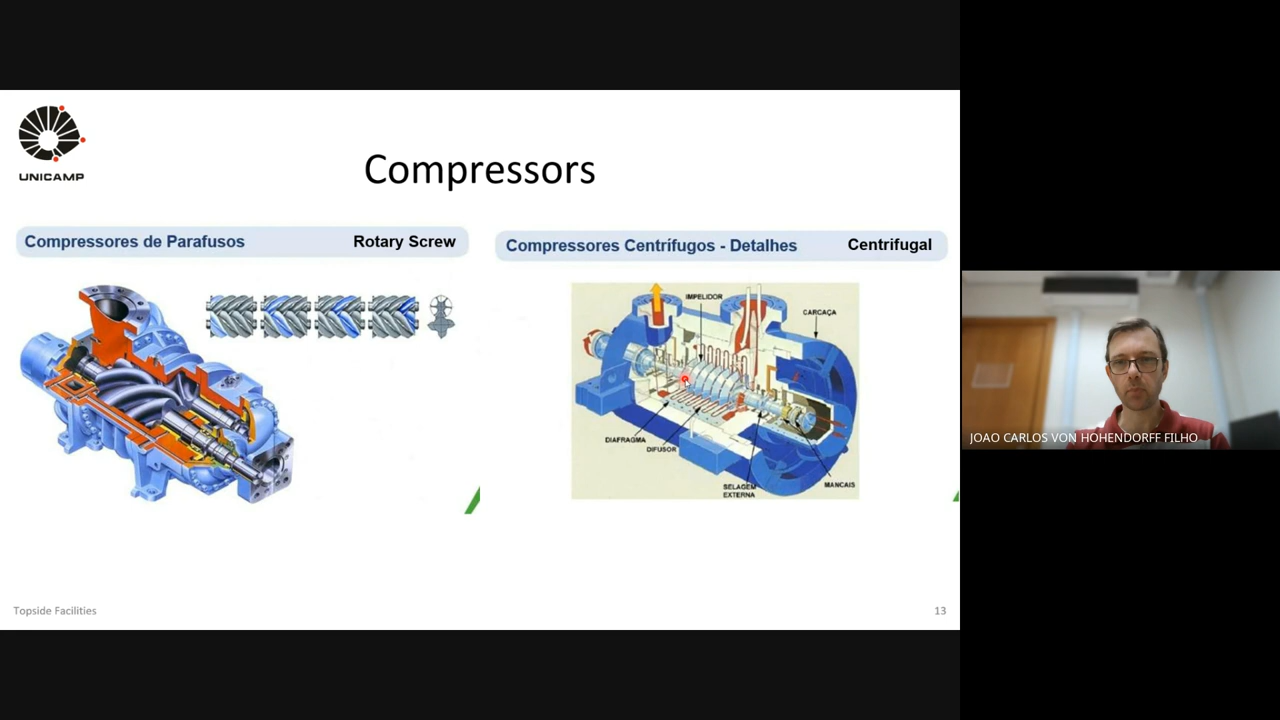 UNICAMP
Compressors
Compressores de Parafusos Rotary Screw
Compressores Centrífugos - Detalhes Centrifugal
IMPELIDOR
CARCAÇA
DIAFRAGMA
DIFUSOR
SELAGEM
EXTERNA
MANCAIS
Topside Facilities
13
JOAO CARLOS VON HOHENDORFF FILHO